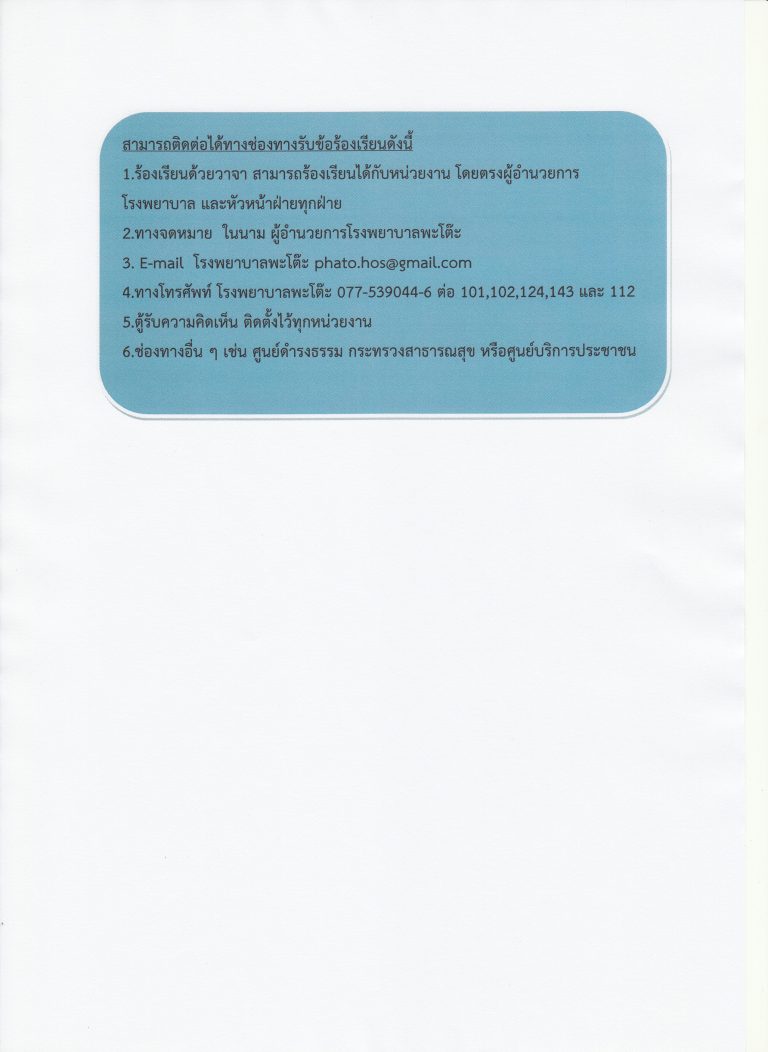 สามารถติดต่อได้ทางช่องทางรับข้อร้องเรียนดังนี้
1.ร้องเรียนด้วยวาจา สามารถร้องเรียนได้กับหน่วยงาน โดยตรงผู้อำนวยการ
โรงพยาบาล และหัวหน้าฝ่ายทุกฝ่าย
2.ทางจดหมาย  ในนาม ผู้อำนวยการโรงพยาบาลพะโต๊ะ
3. E-mail  โรงพยาบาลพะโต๊ะ phato.hos@gmail.com
4.ทางโทรศัพท์ โรงพยาบาลพะโต๊ะ 077-539044-6 ต่อ 101,102,124,143 และ 112
5.ตู้รับความคิดเห็น ติดตั้งไว้ทุกหน่วยงาน
6.ช่องทางอื่น ๆ เช่น ศูนย์ดำรงธรรม กระทรวงสาธารณสุข หรือศูนย์บริการประชาชน